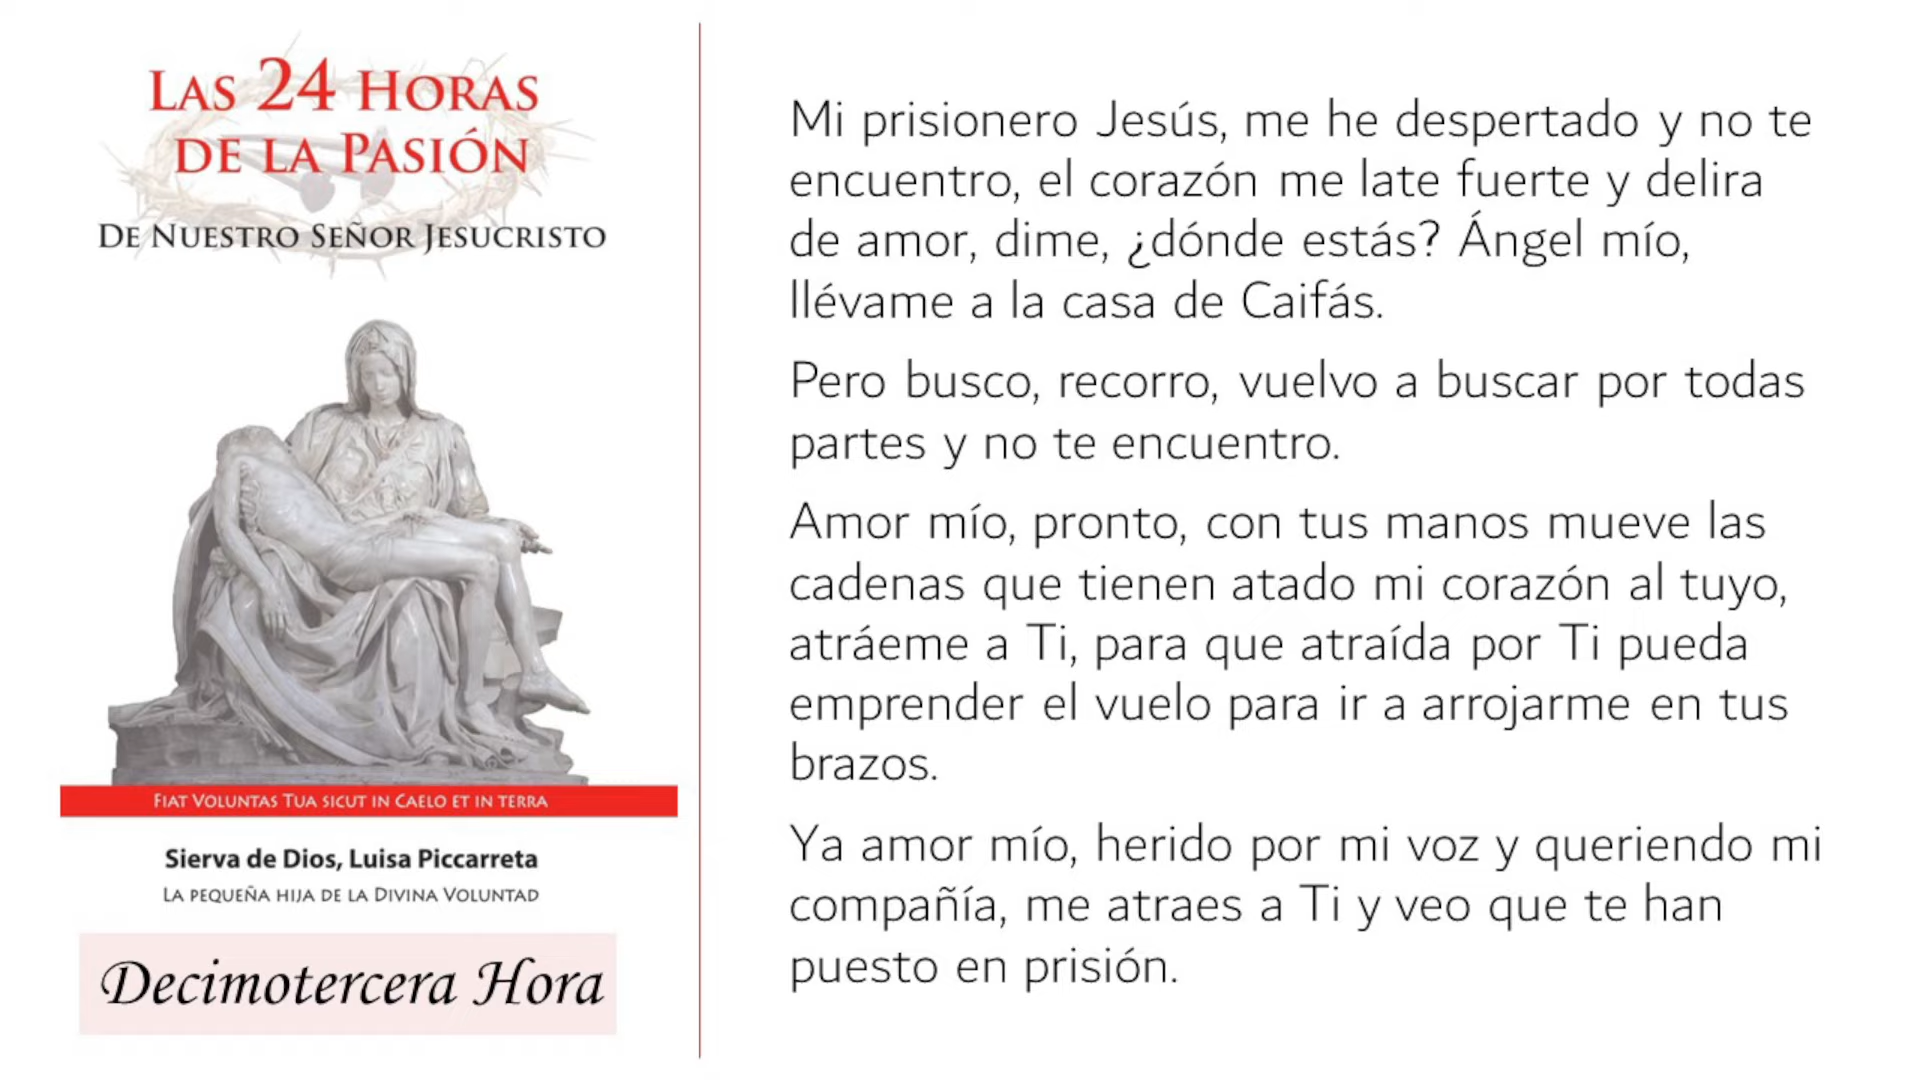 LAS 24 HORAS
DE LA PASIÓN
DE NUESTRO SEÑOR JESUCRISTO
FIAT VOLUNTAS TUA SICUT IN CAELO ET IN TERRA
Sierva de Dios, Luisa Piccarreta
LA PEQUEÑA HIJA DE LA DIVINA VOLUNTAD
Decimotercera Hora
Mi prisionero Jesús, me he despertado y no te
encuentro, el corazón me late fuerte y delira
de amor, dime, ¿dónde estás? Ángel mío,
llévame a la casa de Caifás.
Pero busco, recorro, vuelvo a buscar por todas
partes y no te encuentro.
Amor mío, pronto, con tus manos mueve las
cadenas que tienen atado mi corazón al tuyo,
atráeme a Ti, para que atraída por Ti pueda
emprender el vuelo para ir a arrojarme en tus
brazos.
Ya amor mío, herido por mi voz y queriendo mi
compañía, me atraes a Ti y veo que te han
puesto en prisión.